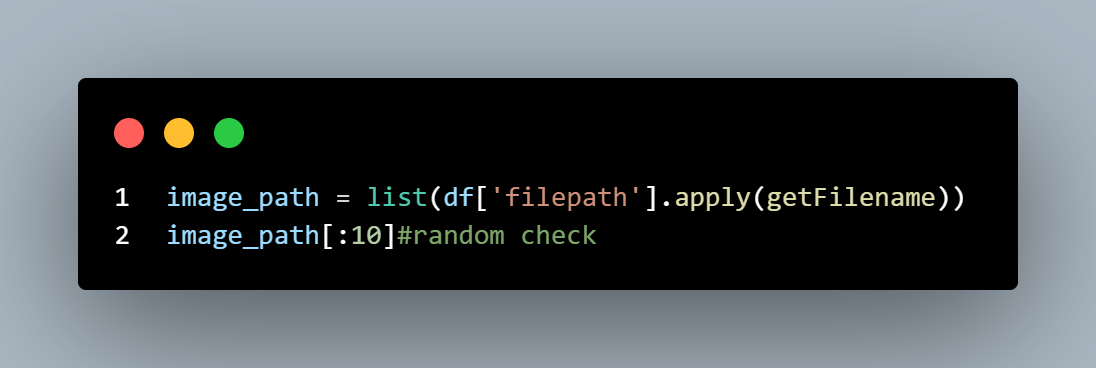 1 image_path = list(df['filepath'].apply(getFilename))
2 image_path[:10]#random check